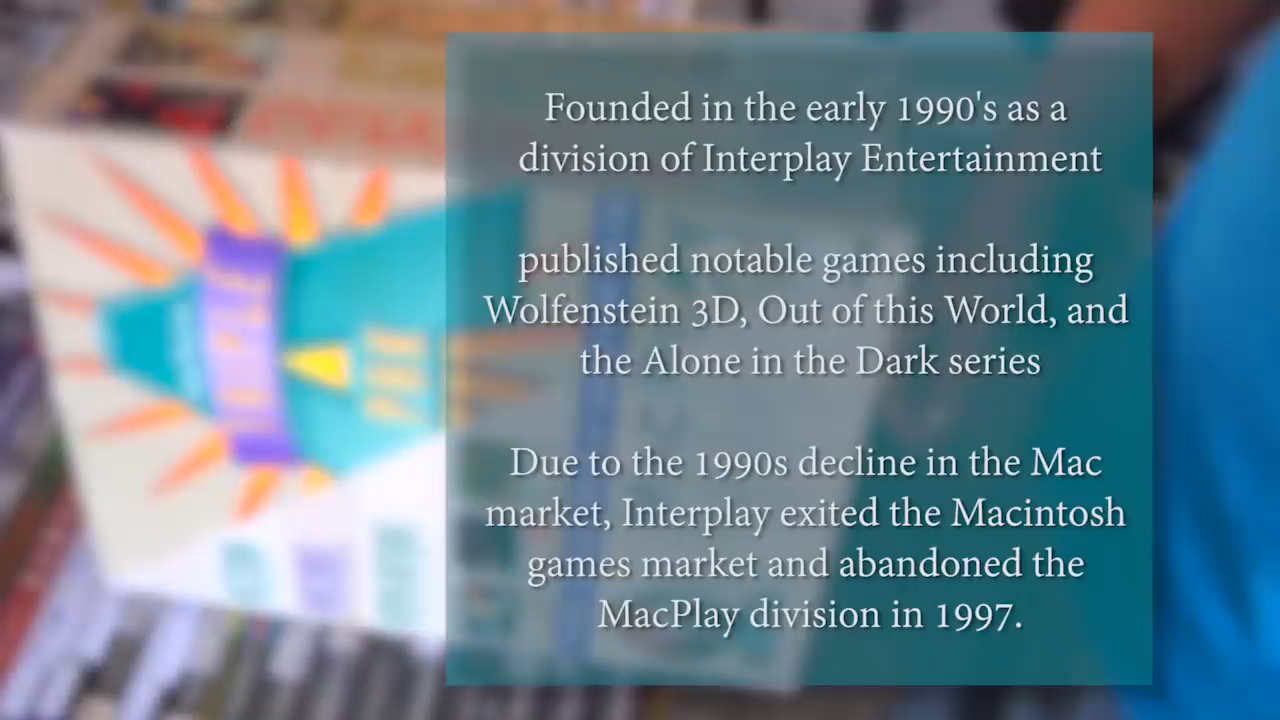 Founded in the early 1990's as a
division of Interplay Entertainment
published notable games including
Wolfenstein 3D, Out of this World, and
the Alone in the Dark series
Due to the 1990s decline in the Mac
market, Interplay exited the Macintosh
games market and abandoned the
MacPlay division in 1997.